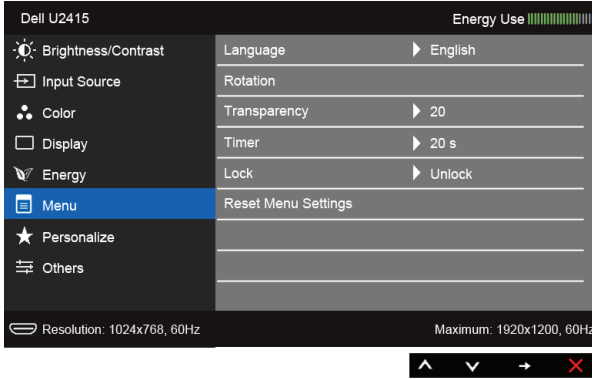 Dell U2415 Energy Use
Brightness/Contrast Language English
Input Source Rotation
Color Transparency 20
Display Timer 20 s
Energy Lock Unlock
Menu Reset Menu Settings
Personalize
Others
Resolution: 1024x768, 60Hz Maximum: 1920x1200, 60Hz